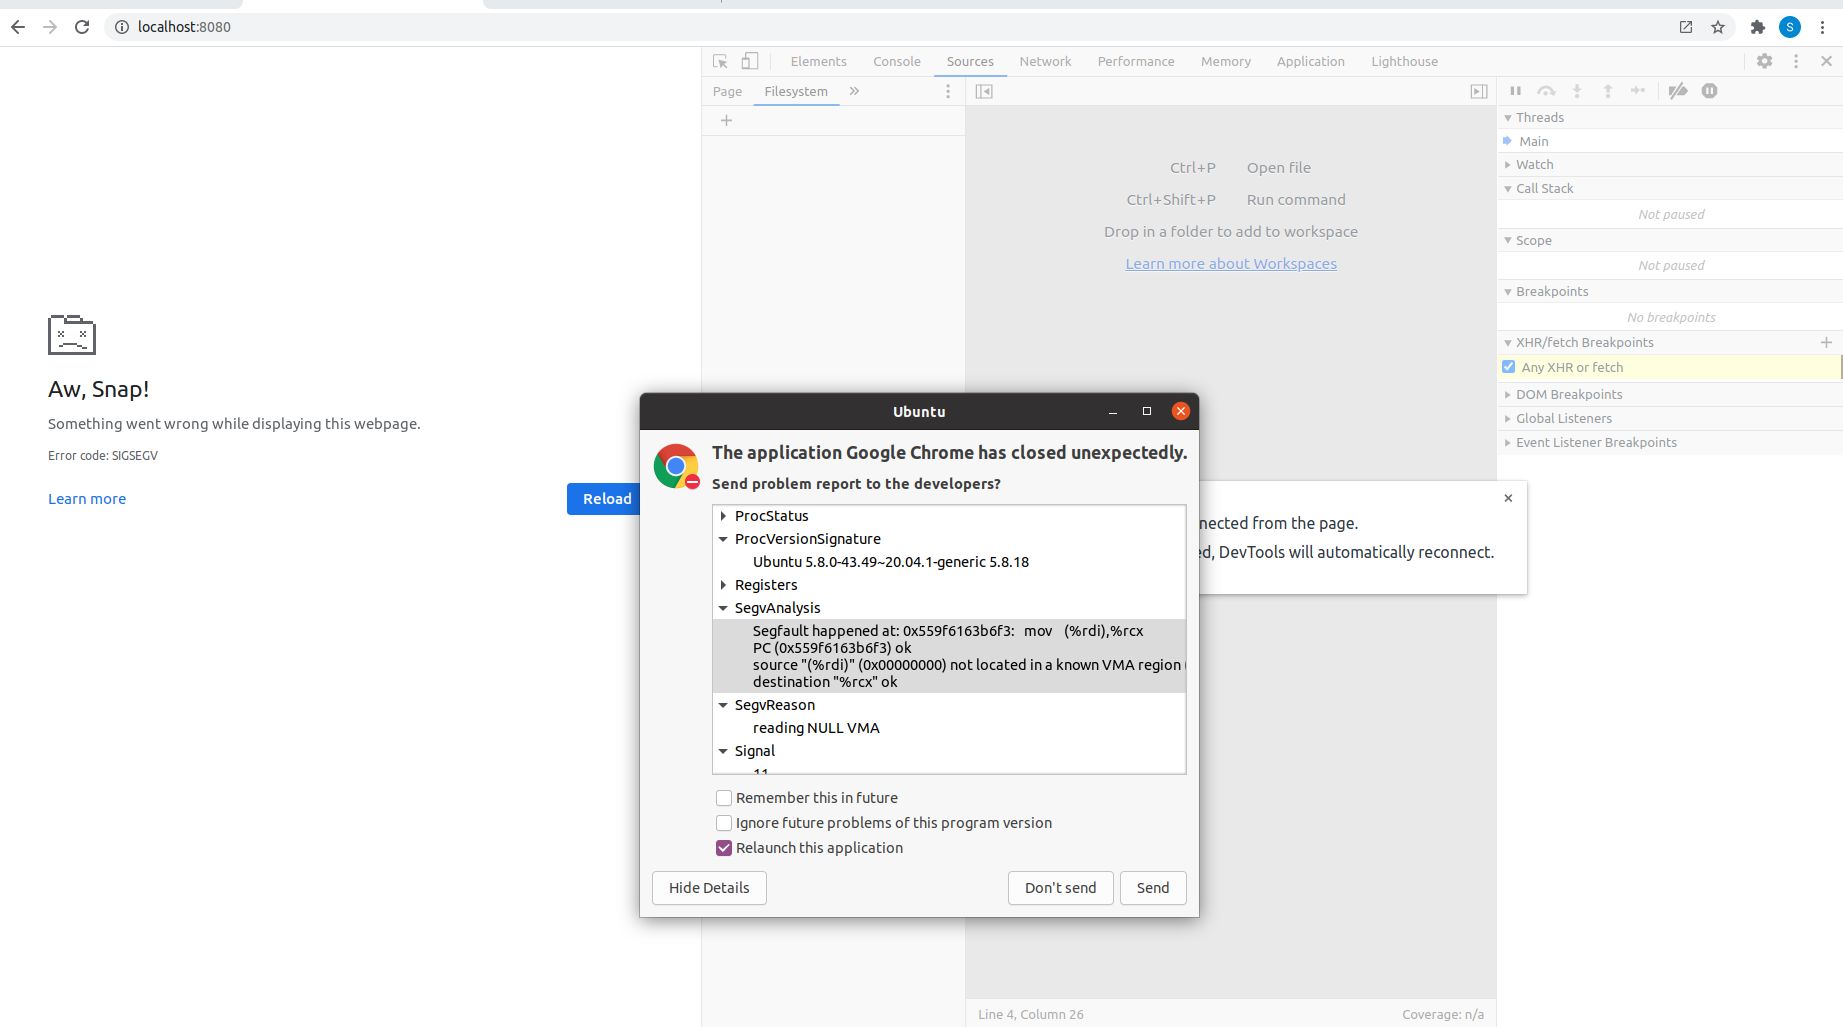 localhost:8080
S
Elements Console Sources Network Performance Memory Application Lighthouse
Page Filesystem
Threads
Main
Watch
Call Stack
Not paused
Scope
Not paused
Breakpoints
No breakpoints
XHR/fetch Breakpoints
Any XHR or fetch
DOM Breakpoints
Global Listeners
Event Listener Breakpoints
Ctrl+P Open file
Ctrl+Shift+P Run command
Drop in a folder to add to workspace
Learn more about Workspaces
Aw, Snap!
Something went wrong while displaying this webpage.
Error code: SIGSEGV
Learn more
Reload
Ubuntu
The application Google Chrome has closed unexpectedly.
Send problem report to the developers?
ProcStatus
ProcVersionSignature
Ubuntu 5.8.0-43.49~20.04.1-generic 5.8.18
Registers
SegvAnalysis
Segfault happened at: 0x559f6163b6f3: mov (%rdi),%rcx
PC (0x559f6163b6f3) ok
source "(%rdi)" (0x00000000) not located in a known VMA region
destination "%rcx" ok
SegvReason
reading NULL VMA
Signal
11
Remember this in future
Ignore future problems of this program version
Relaunch this application
Hide Details Don't send Send
nected from the page.
ed, DevTools will automatically reconnect.
Line 4, Column 26
Coverage: n/a